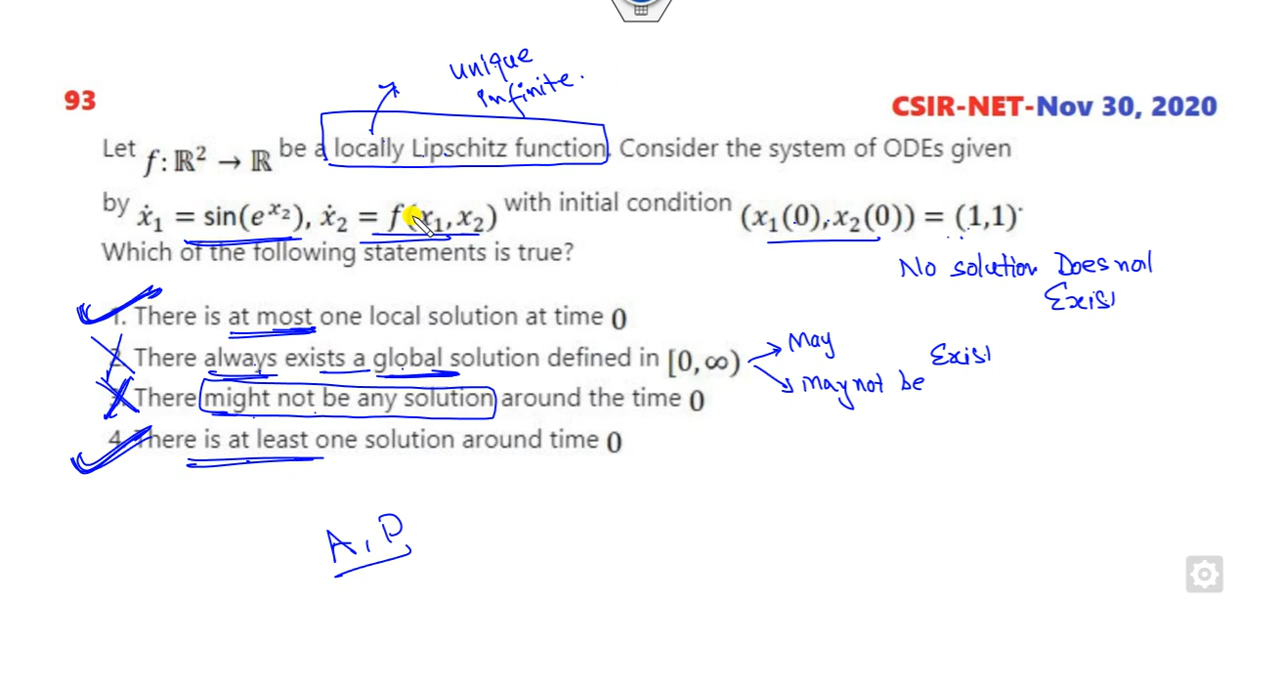 unique
infinite.
93
CSIR-NET-Nov 30, 2020
Let f: ℝ² → ℝ be a locally Lipschitz function. Consider the system of ODEs given
by ẋ₁ = sin(e^{x₂}), ẋ₂ = f(x₁, x₂) with initial condition (x₁(0), x₂(0)) = (1,1).
Which of the following statements is true?
No solution Does not
Exist
1. There is at most one local solution at time 0
2. There always exists a global solution defined in [0, ∞)
May
Exist
May not be
3. There might not be any solution around the time 0
4. There is at least one solution around time 0
A, D